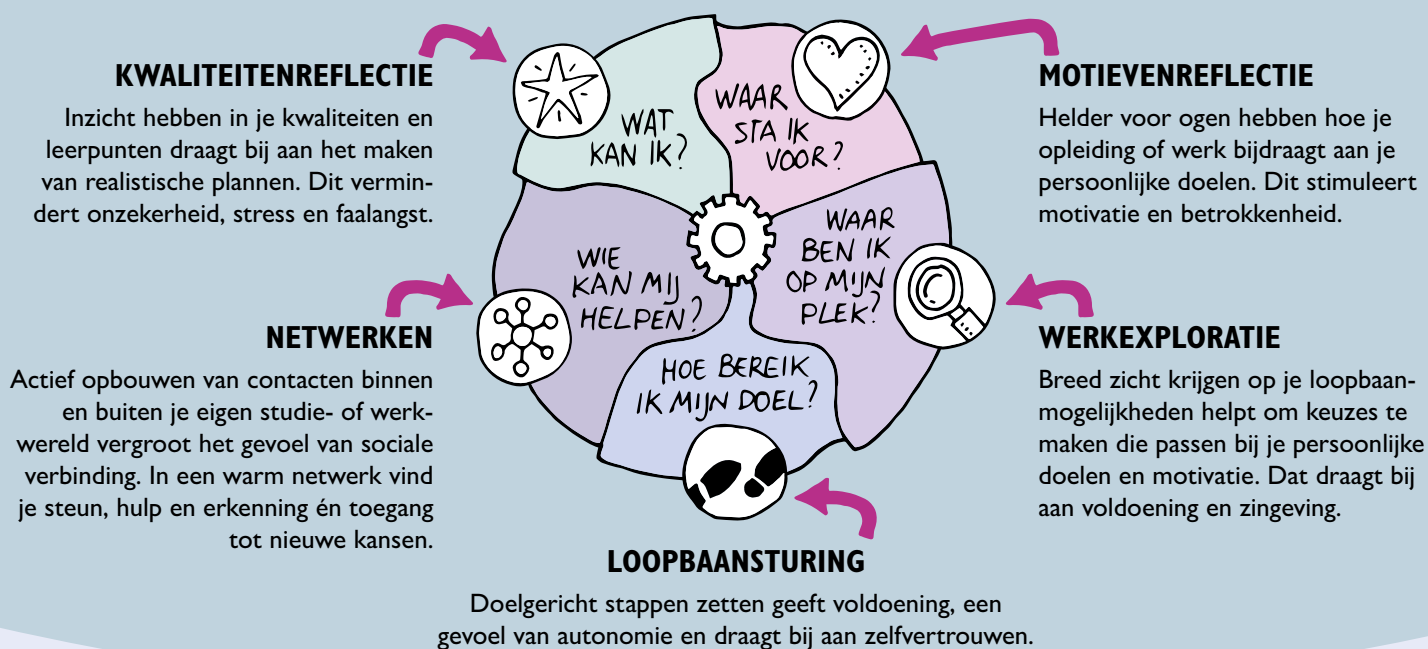 KWALITEITENREFLECTIE
Inzicht hebben in je kwaliteiten en
leerpunten draagt bij aan het maken
van realistische plannen. Dit vermin-
dert onzekerheid, stress en faalangst.
WAT
KAN IK?
WAAR
STA IK
VOOR?
MOTIEVENREFLECTIE
Helder voor ogen hebben hoe je
opleiding of werk bijdraagt aan je
persoonlijke doelen. Dit stimuleert
motivatie en betrokkenheid.
WIE
KAN MIJ
HELPEN?
WAAR
BEN IK
OP MIJN
PLEK?
HOE BEREIK
IK MIJN DOEL?
NETWERKEN
Actief opbouwen van contacten binnen
en buiten je eigen studie- of werk-
wereld vergroot het gevoel van sociale
verbinding. In een warm netwerk vind
je steun, hulp en erkenning én toegang
tot nieuwe kansen.
WERKEXPLORATIE
Breed zicht krijgen op je loopbaan-
mogelijkheden helpt om keuzes te
maken die passen bij je persoonlijke
doelen en motivatie. Dat draagt bij
aan voldoening en zingeving.
LOOPBAANSTURING
Doelgericht stappen zetten geeft voldoening, een
gevoel van autonomie en draagt bij aan zelfvertrouwen.